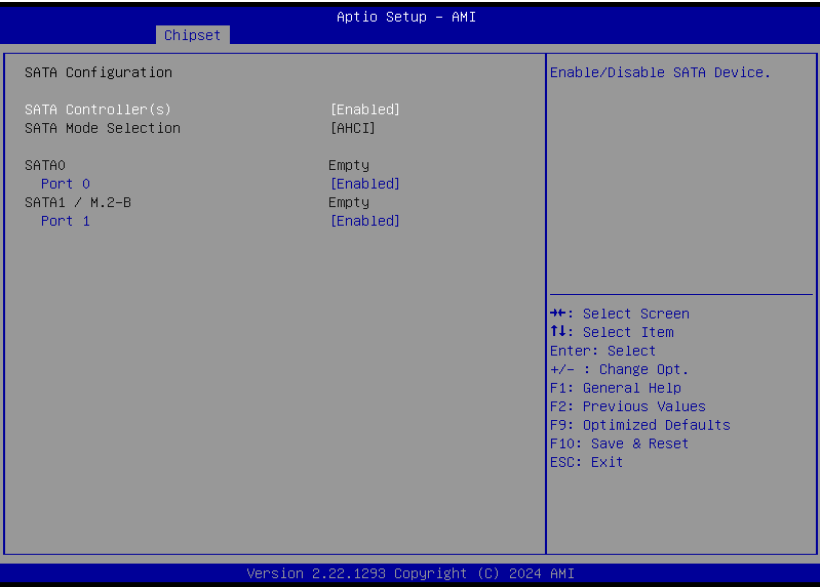 Aptio Setup – AMI
Chipset
SATA Configuration
SATA Controller(s) [Enabled]
SATA Mode Selection [AHCI]
SATA0 Empty
Port 0 [Enabled]
SATA1 / M.2-B Empty
Port 1 [Enabled]
Enable/Disable SATA Device.
→←: Select Screen
↑↓: Select Item
Enter: Select
+/- : Change Opt.
F1: General Help
F2: Previous Values
F9: Optimized Defaults
F10: Save & Reset
ESC: Exit
Version 2.22.1293 Copyright (C) 2024 AMI